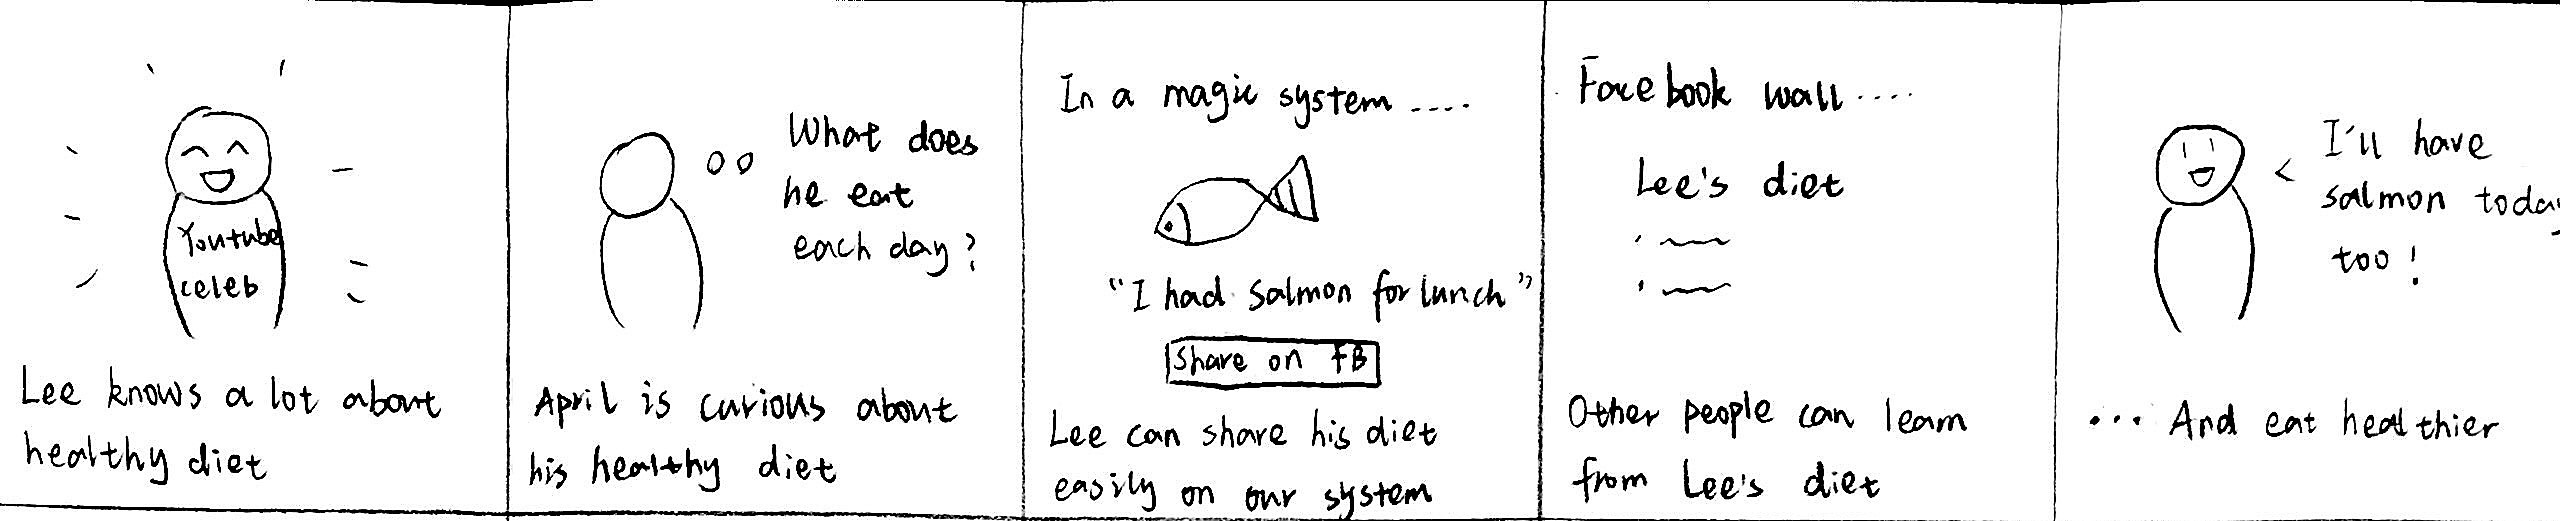 Youtube
celeb
Lee knows a lot about
healthy diet
What does
he eat
each day?
April is curious about
his healthy diet
In a magic system ....
"I had salmon for lunch"
Share on FB
Lee can share his diet
easily on our system
Facebook wall ....
Lee's diet
Other people can learn
from Lee's diet
I'll have
salmon today
too!
... And eat healthier